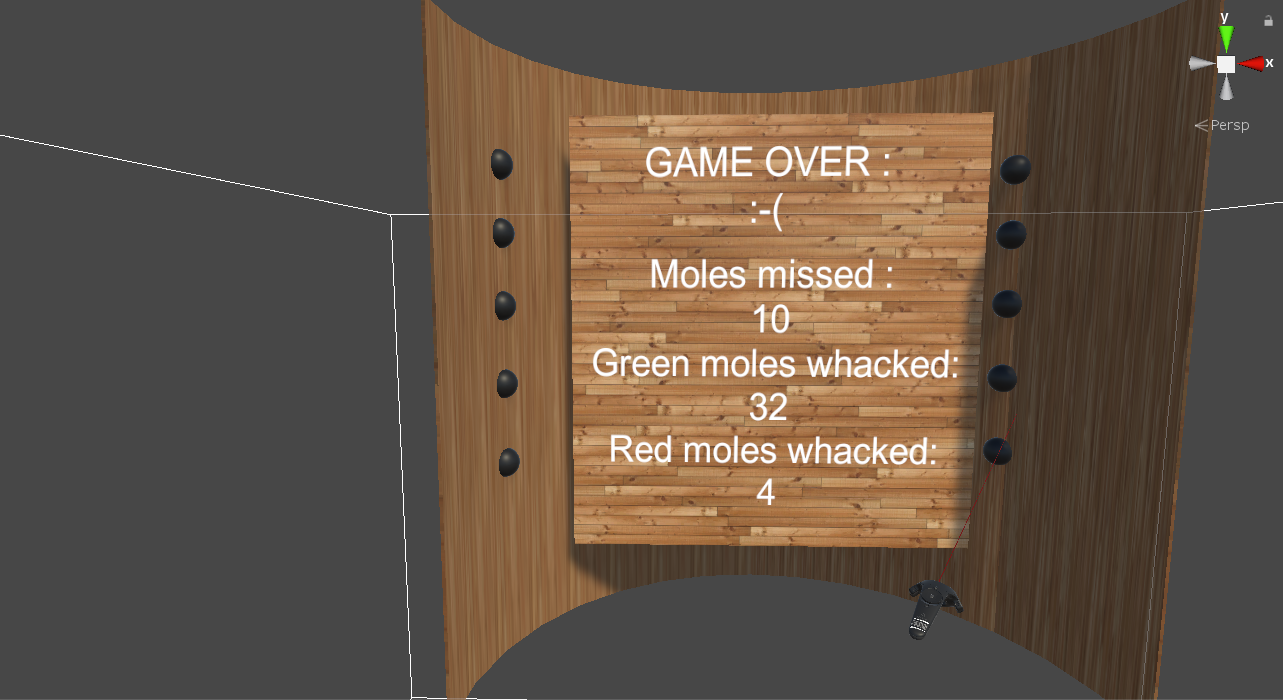 y
x
Persp
GAME OVER :
:-(
Moles missed :
10
Green moles whacked:
32
Red moles whacked:
4